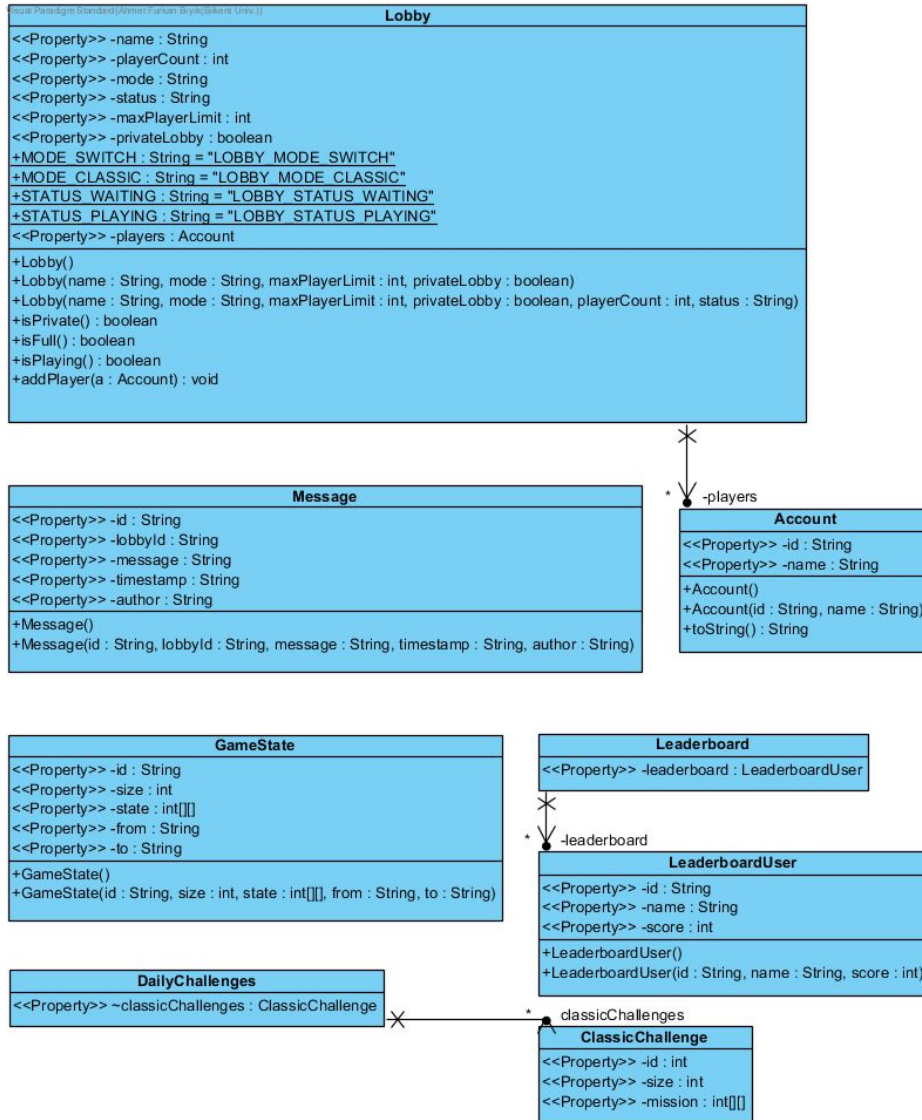 Visual Paradigm Standard(Ahmet Furkan Bıyık(Bilkent Univ.))
Lobby
<<Property>> -name : String
<<Property>> -playerCount : int
<<Property>> -mode : String
<<Property>> -status : String
<<Property>> -maxPlayerLimit : int
<<Property>> -privateLobby : boolean
+MODE_SWITCH : String = "LOBBY_MODE_SWITCH"
+MODE_CLASSIC : String = "LOBBY_MODE_CLASSIC"
+STATUS_WAITING : String = "LOBBY_STATUS_WAITING"
+STATUS_PLAYING : String = "LOBBY_STATUS_PLAYING"
<<Property>> -players : Account
+Lobby()
+Lobby(name : String, mode : String, maxPlayerLimit : int, privateLobby : boolean)
+Lobby(name : String, mode : String, maxPlayerLimit : int, privateLobby : boolean, playerCount : int, status : String)
+isPrivate() : boolean
+isFull() : boolean
+isPlaying() : boolean
+addPlayer(a : Account) : void
* -players
Message
<<Property>> -id : String
<<Property>> -lobbyId : String
<<Property>> -message : String
<<Property>> -timestamp : String
<<Property>> -author : String
+Message()
+Message(id : String, lobbyId : String, message : String, timestamp : String, author : String)
Account
<<Property>> -id : String
<<Property>> -name : String
+Account()
+Account(id : String, name : String)
+toString() : String
GameState
<<Property>> -id : String
<<Property>> -size : int
<<Property>> -state : int[][]
<<Property>> -from : String
<<Property>> -to : String
+GameState()
+GameState(id : String, size : int, state : int[][], from : String, to : String)
Leaderboard
<<Property>> -leaderboard : LeaderboardUser
* -leaderboard
LeaderboardUser
<<Property>> -id : String
<<Property>> -name : String
<<Property>> -score : int
+LeaderboardUser()
+LeaderboardUser(id : String, name : String, score : int)
DailyChallenges
<<Property>> ~classicChallenges : ClassicChallenge
* classicChallenges
ClassicChallenge
<<Property>> -id : int
<<Property>> -size : int
<<Property>> -mission : int[][]